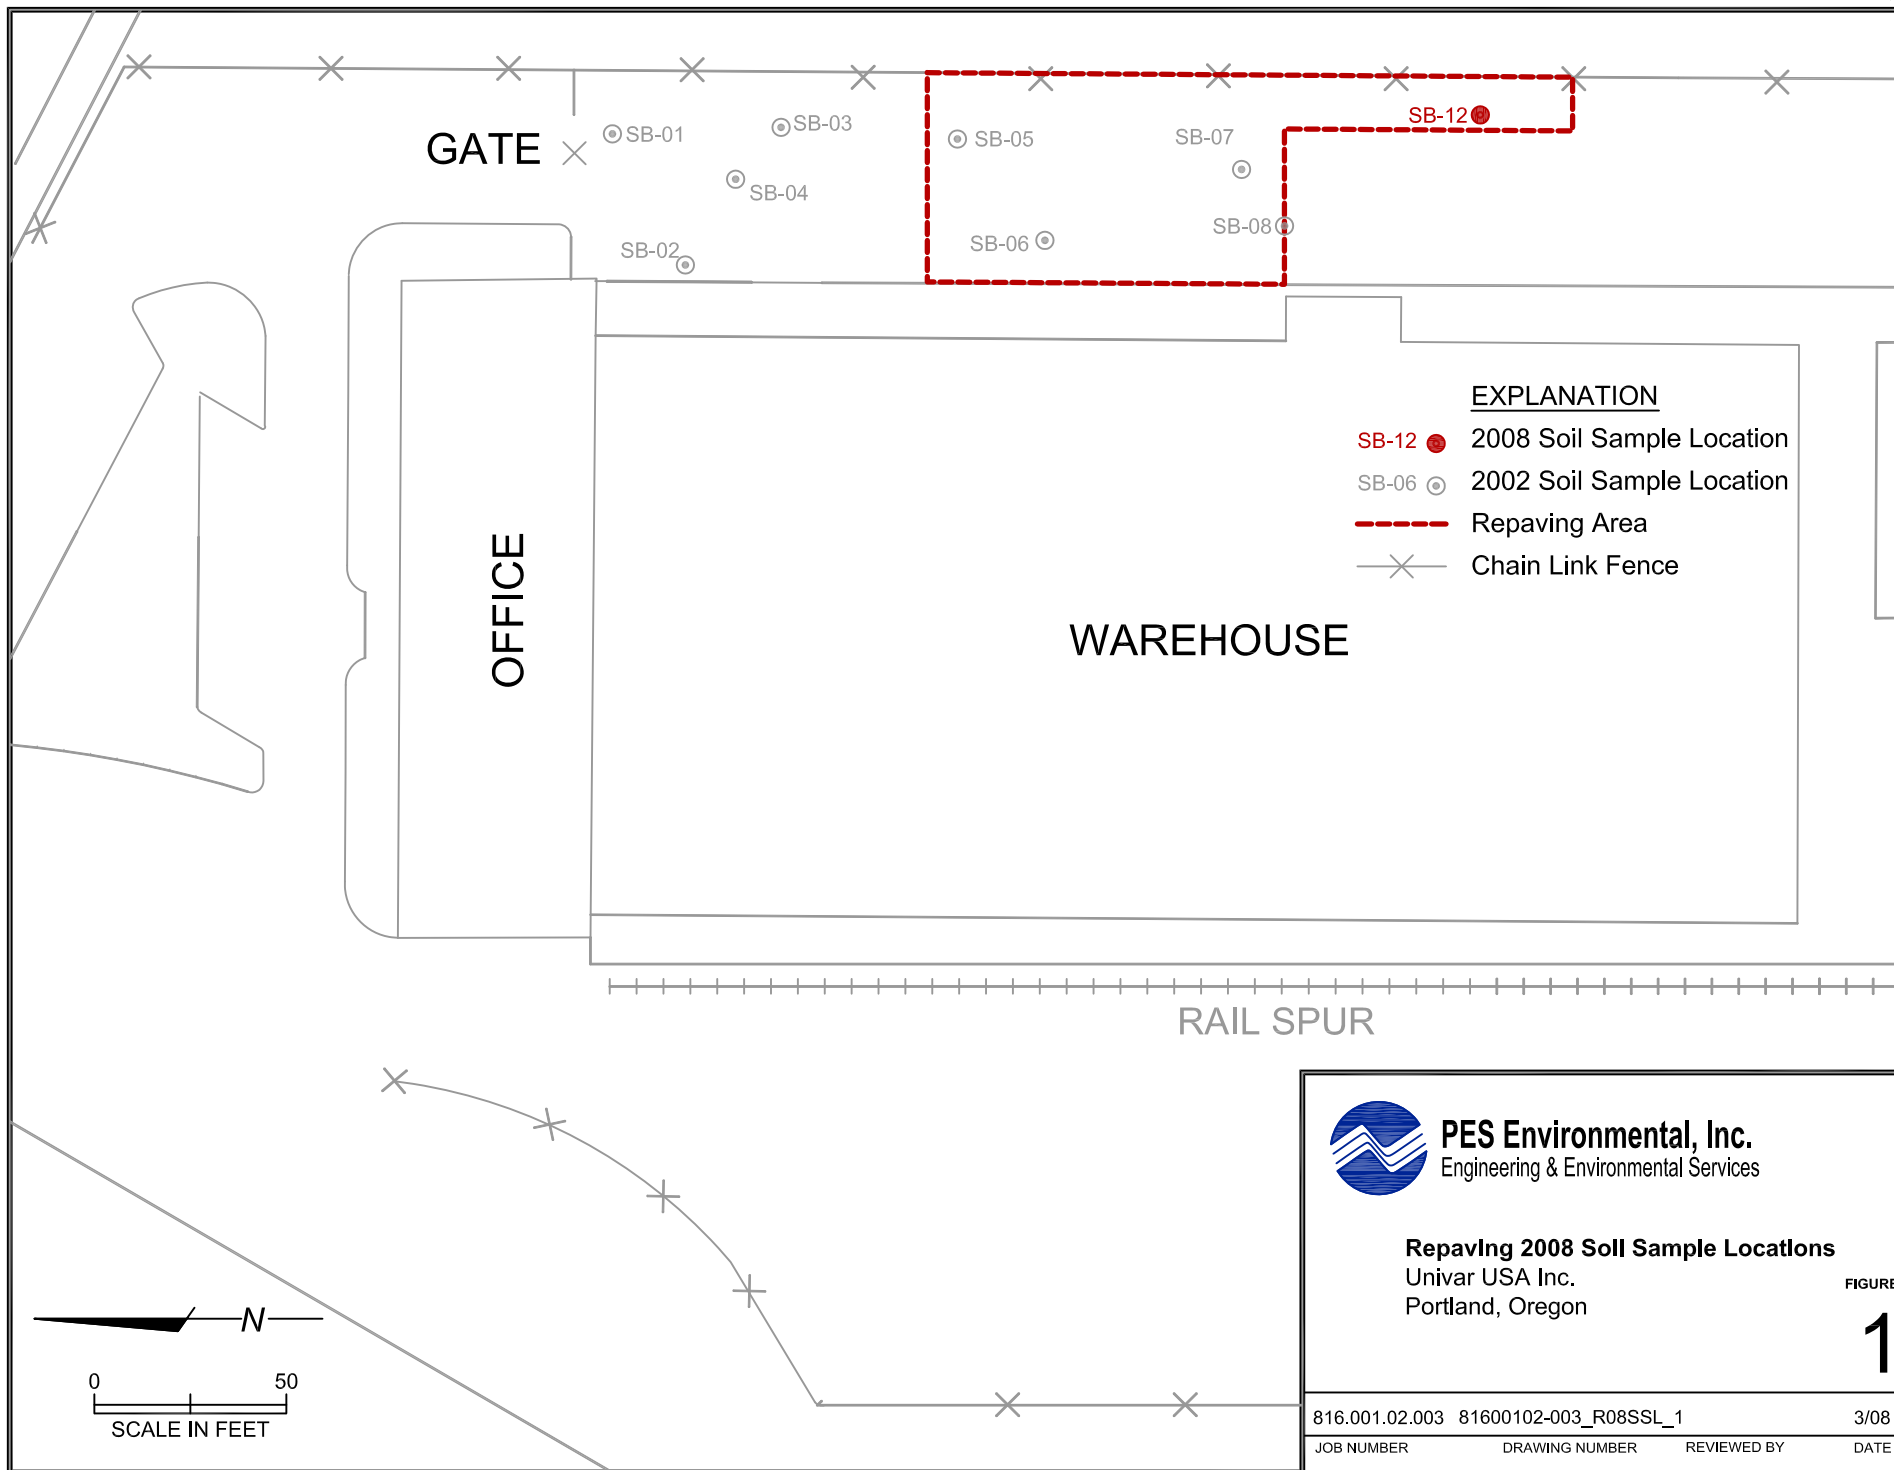 GATE
SB-01
SB-03
SB-04
SB-02
SB-05
SB-07
SB-06
SB-08
SB-12
OFFICE
WAREHOUSE
EXPLANATION
SB-12 2008 Soil Sample Location
SB-06 2002 Soil Sample Location
Repaving Area
Chain Link Fence
RAIL SPUR
N
0 50
SCALE IN FEET
PES Environmental, Inc.
Engineering & Environmental Services
Repaving 2008 Soil Sample Locations
Univar USA Inc.
Portland, Oregon
FIGURE
1
816.001.02.003 81600102-003_R08SSL_1 3/08
JOB NUMBER DRAWING NUMBER REVIEWED BY DATE